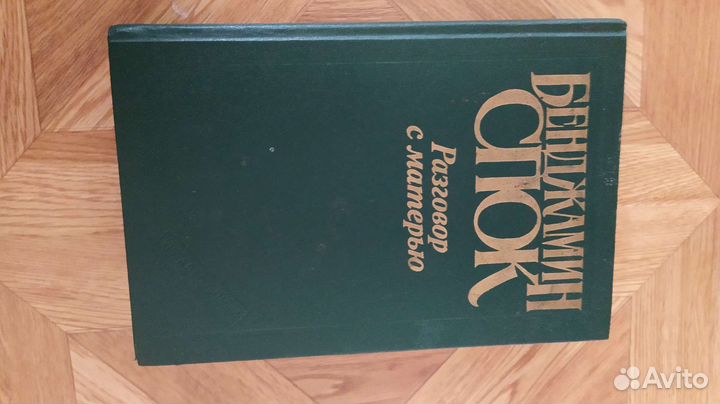 БЕНДЖАМИН
СПОК
Разговор
с матерью
Avito